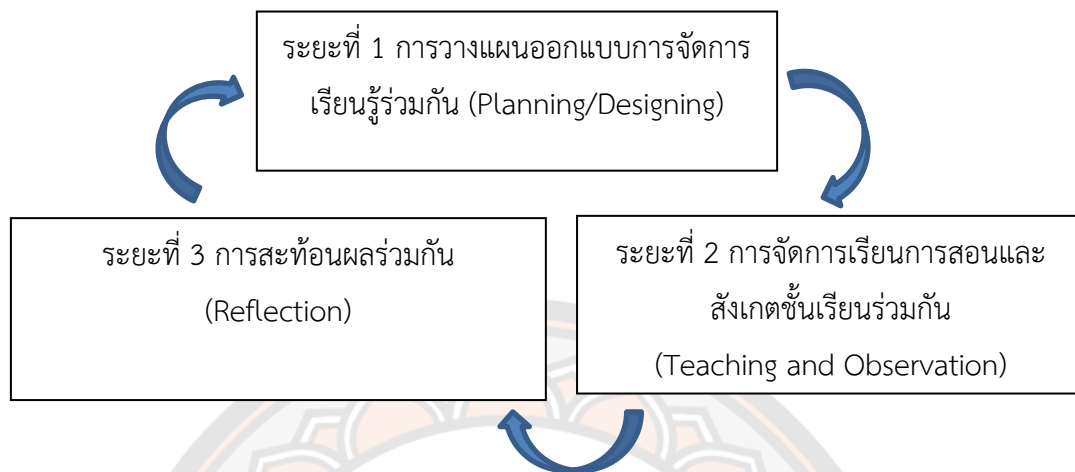 ระยะที่ 1 การวางแผนออกแบบการจัดการ
เรียนรู้ร่วมกัน (Planning/Designing)
ระยะที่ 2 การจัดการเรียนการสอนและ
สังเกตชั้นเรียนร่วมกัน
(Teaching and Observation)
ระยะที่ 3 การสะท้อนผลร่วมกัน
(Reflection)